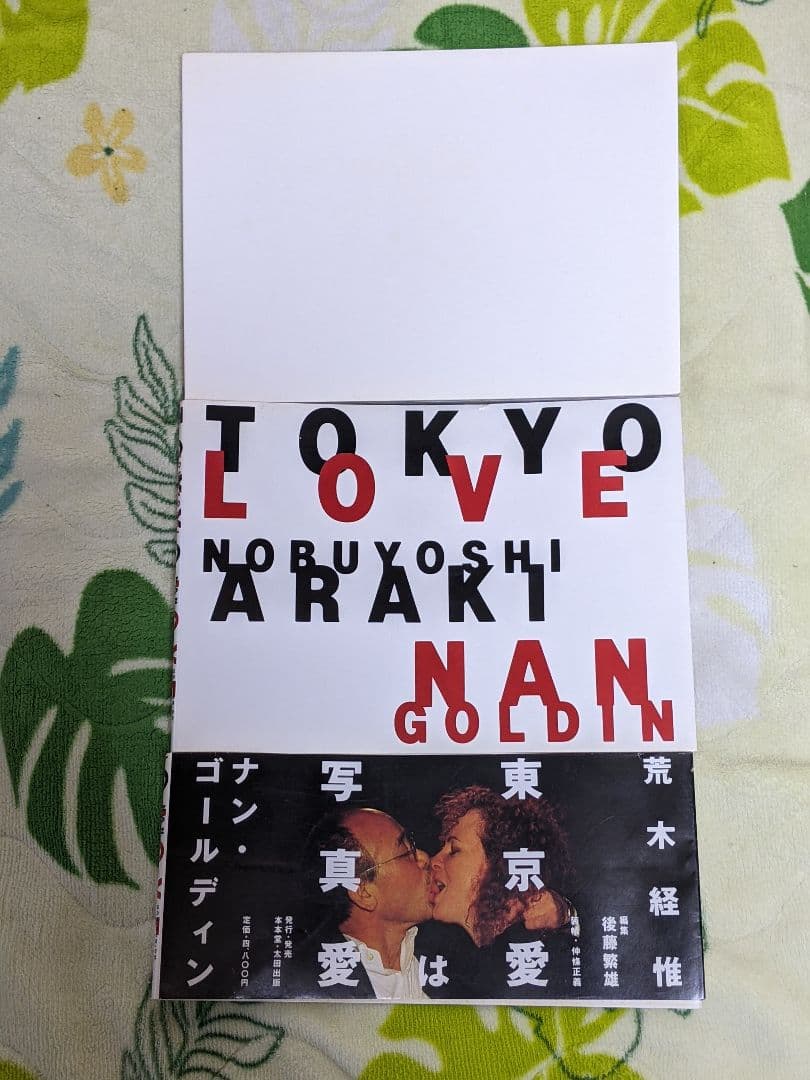 TOKYO
LOVE
NOBUYOSHI
ARAKI
NAN
GOLDIN
荒木経惟
編集
後藤繁雄
東京愛
装幀・仲條正義
は
写真愛
発行・発売
本本堂・太田出版
定価・四、八〇〇円
ナン・
ゴールディン